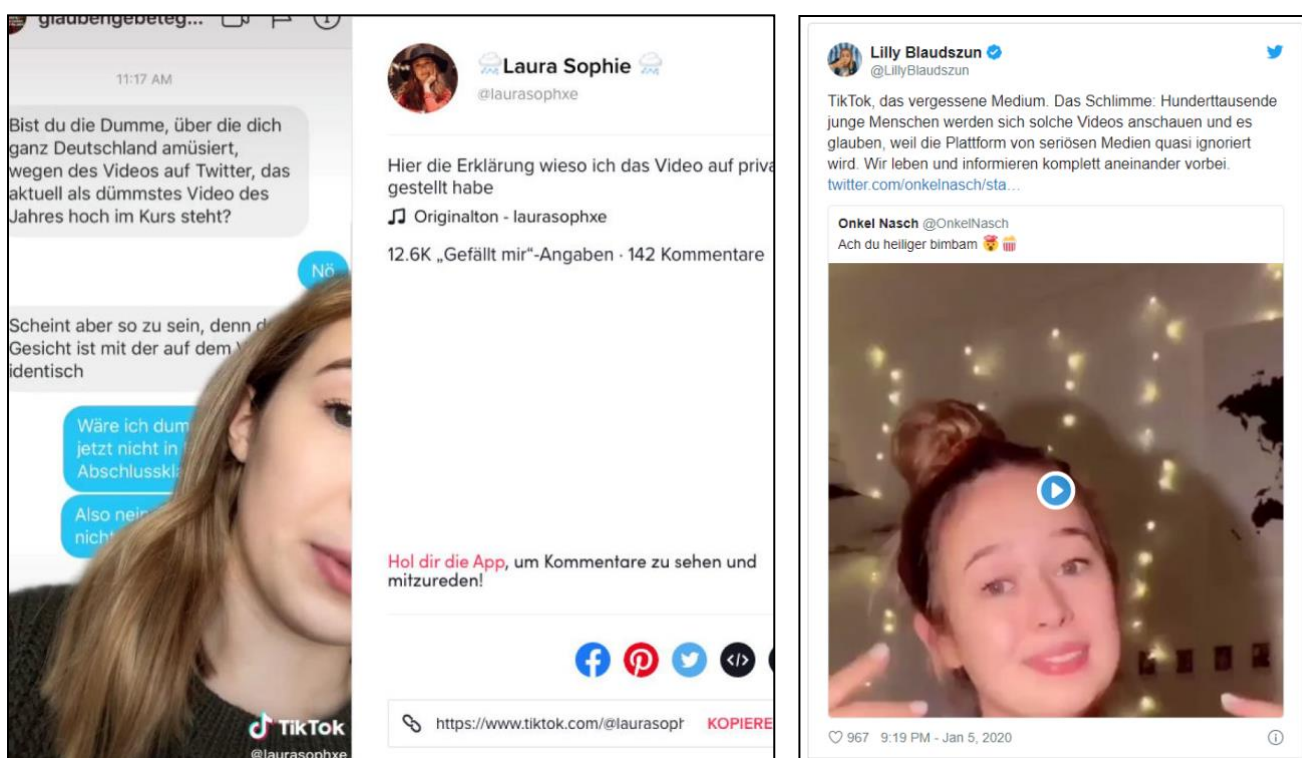 glaubengebeteg...
11:17 AM
Bist du die Dumme, über die dich
ganz Deutschland amüsiert,
wegen des Videos auf Twitter, das
aktuell als dümmstes Video des
Jahres hoch im Kurs steht?
Nö
Scheint aber so zu sein, denn
Gesicht ist mit der auf dem
identisch
Wäre ich dum
jetzt nicht in
Abschlusskla
Also nein
nicht
TikTok
@laurasophxe
Laura Sophie
@laurasophxe
Hier die Erklärung wieso ich das Video auf priva
gestellt habe
Originalton - laurasophxe
12.6K „Gefällt mir“-Angaben · 142 Kommentare
Hol dir die App, um Kommentare zu sehen und
mitzureden!
https://www.tiktok.com/@laurasoph
KOPIERE
Lilly Blaudszun
@LillyBlaudszun
TikTok, das vergessene Medium. Das Schlimme: Hunderttausende
junge Menschen werden sich solche Videos anschauen und es
glauben, weil die Plattform von seriösen Medien quasi ignoriert
wird. Wir leben und informieren komplett aneinander vorbei.
twitter.com/onkelnasch/sta...
Onkel Nasch @OnkelNasch
Ach du heiliger bimbam 🤯🍿
967 9:19 PM - Jan 5, 2020